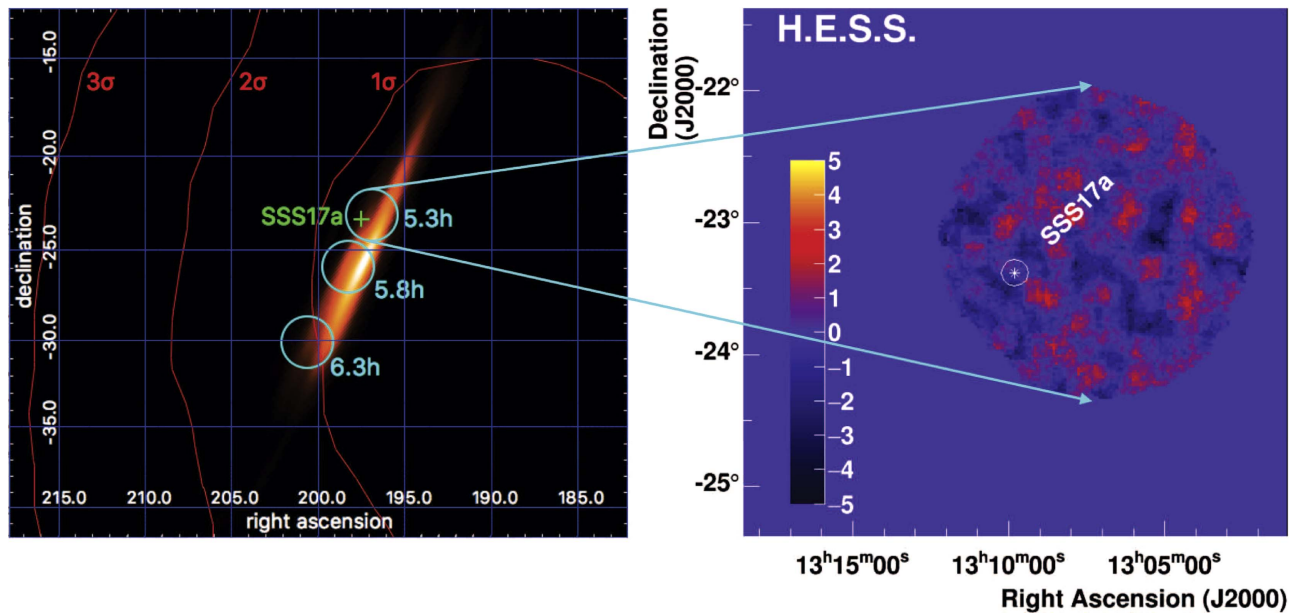 -15.0
-20.0
-25.0
-30.0
-35.0
declination
3σ
2σ
1σ
SSS17a
5.3h
5.8h
6.3h
215.0 210.0 205.0 200.0 195.0 190.0 185.0
right ascension
H.E.S.S.
Declination
(J2000)
-22°
-23°
-24°
-25°
5
4
3
2
1
0
−1
−2
−3
−4
−5
SSS17a
13h15m00s 13h10m00s 13h05m00s
Right Ascension (J2000)